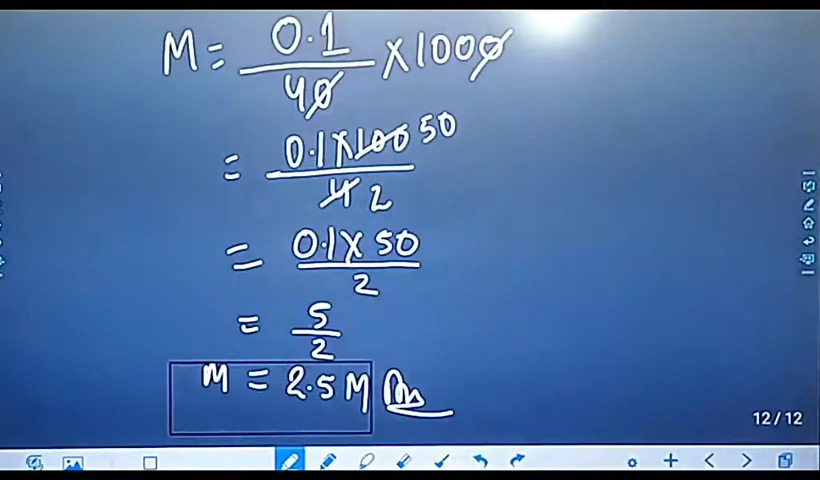 M = 0.1/40 × 1000
= 0.1×100 50/4 2
= 0.1 × 50/2
= 5/2
M = 2.5 M Ans
12/12